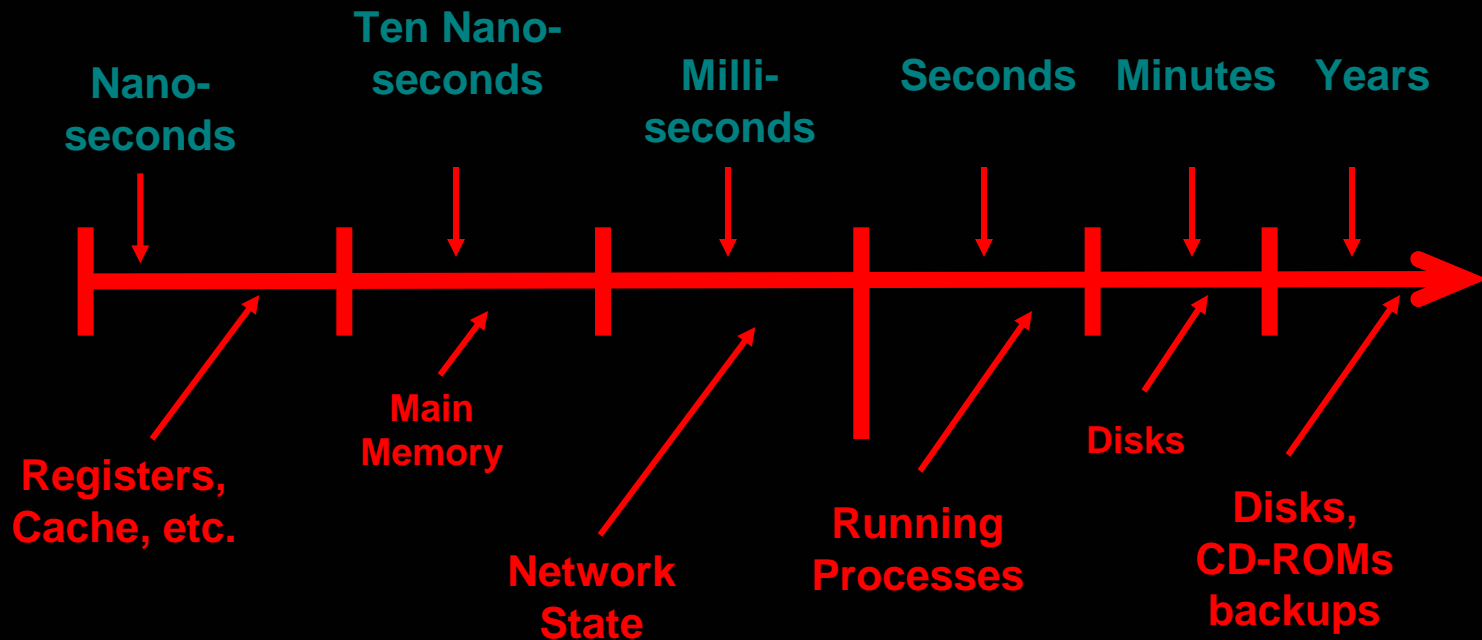 Nano-
seconds
Ten Nano-
seconds
Milli-
seconds
Seconds
Minutes
Years
Registers,
Cache, etc.
Main
Memory
Network
State
Running
Processes
Disks
Disks,
CD-ROMs
backups